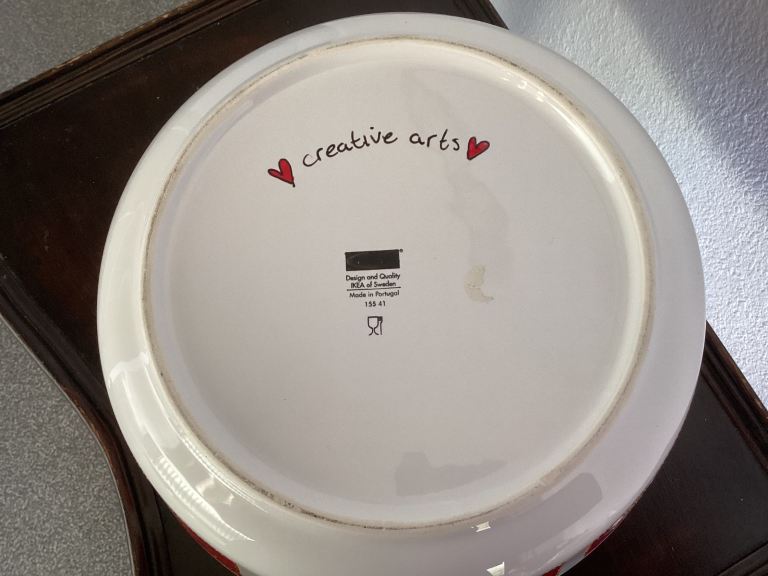 creative arts
Design and Quality
IKEA of Sweden
Made in Portugal
155 41